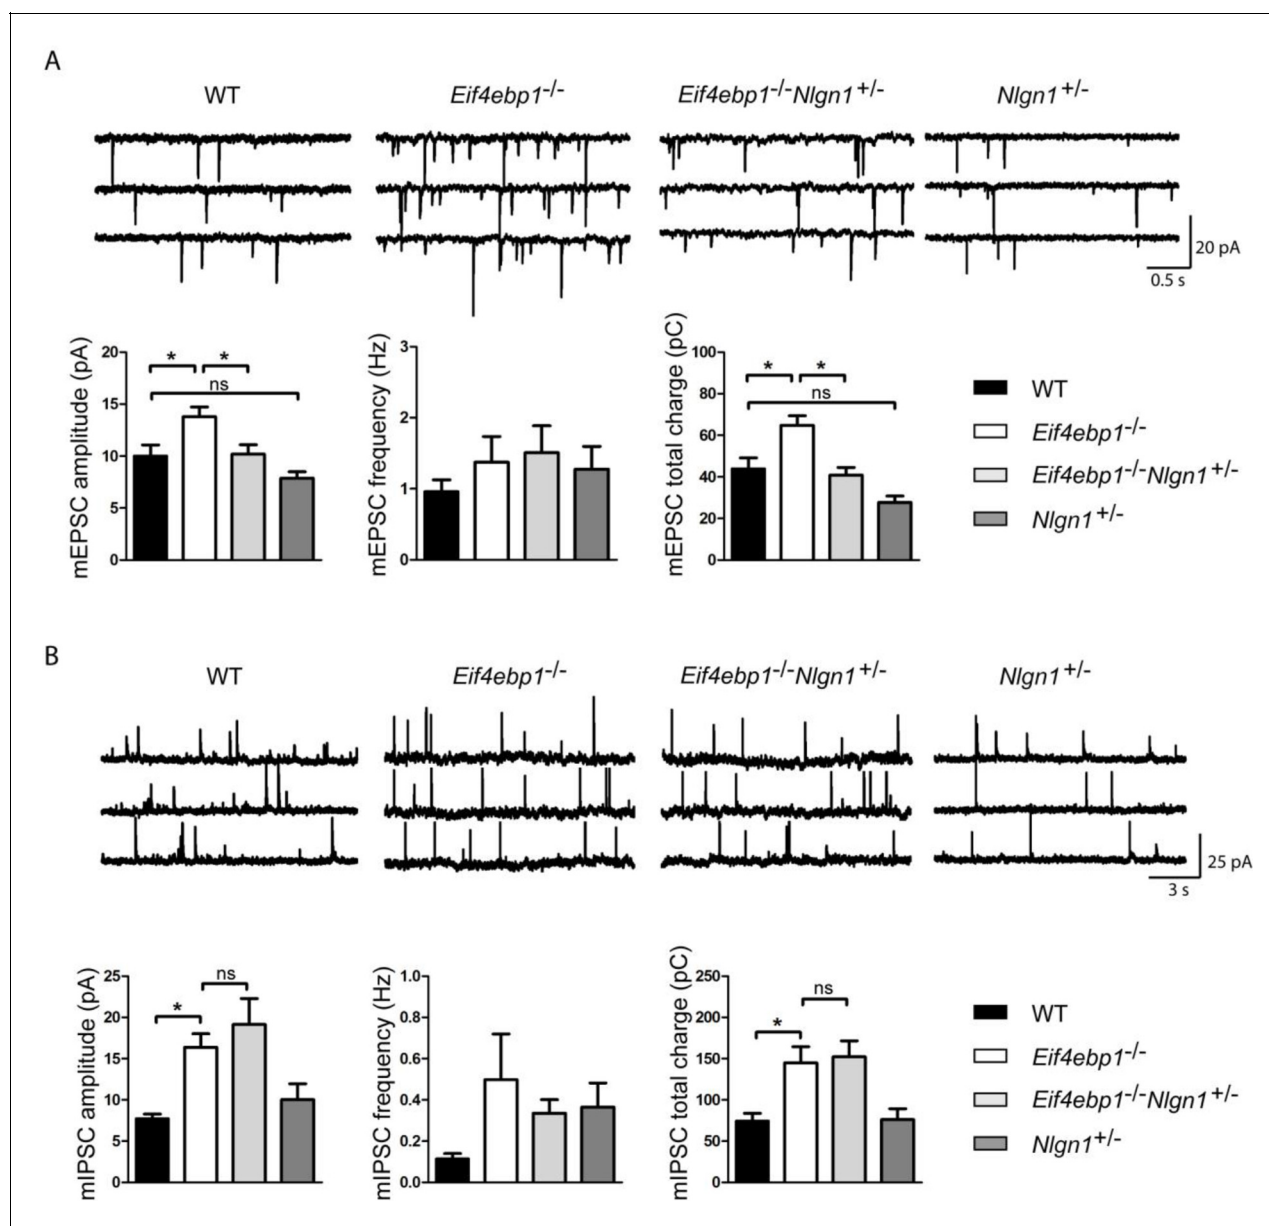 A
WT
Eif4ebp1-/-
Eif4ebp1-/-Nlgn1+/-
Nlgn1+/-
20 pA
0.5 s
mEPSC amplitude (pA)
20
15
10
5
0
* *
ns
mEPSC frequency (Hz)
3
2
1
0
mEPSC total charge (pC)
100
80
60
40
20
0
* *
ns
WT
Eif4ebp1-/-
Eif4ebp1-/-Nlgn1+/-
Nlgn1+/-
B
WT
Eif4ebp1-/-
Eif4ebp1-/-Nlgn1+/-
Nlgn1+/-
25 pA
3 s
mIPSC amplitude (pA)
25
20
15
10
5
0
ns
*
mIPSC frequency (Hz)
1.0
0.8
0.6
0.4
0.2
0.0
mIPSC total charge (pC)
250
200
150
100
50
0
ns
*
WT
Eif4ebp1-/-
Eif4ebp1-/-Nlgn1+/-
Nlgn1+/-